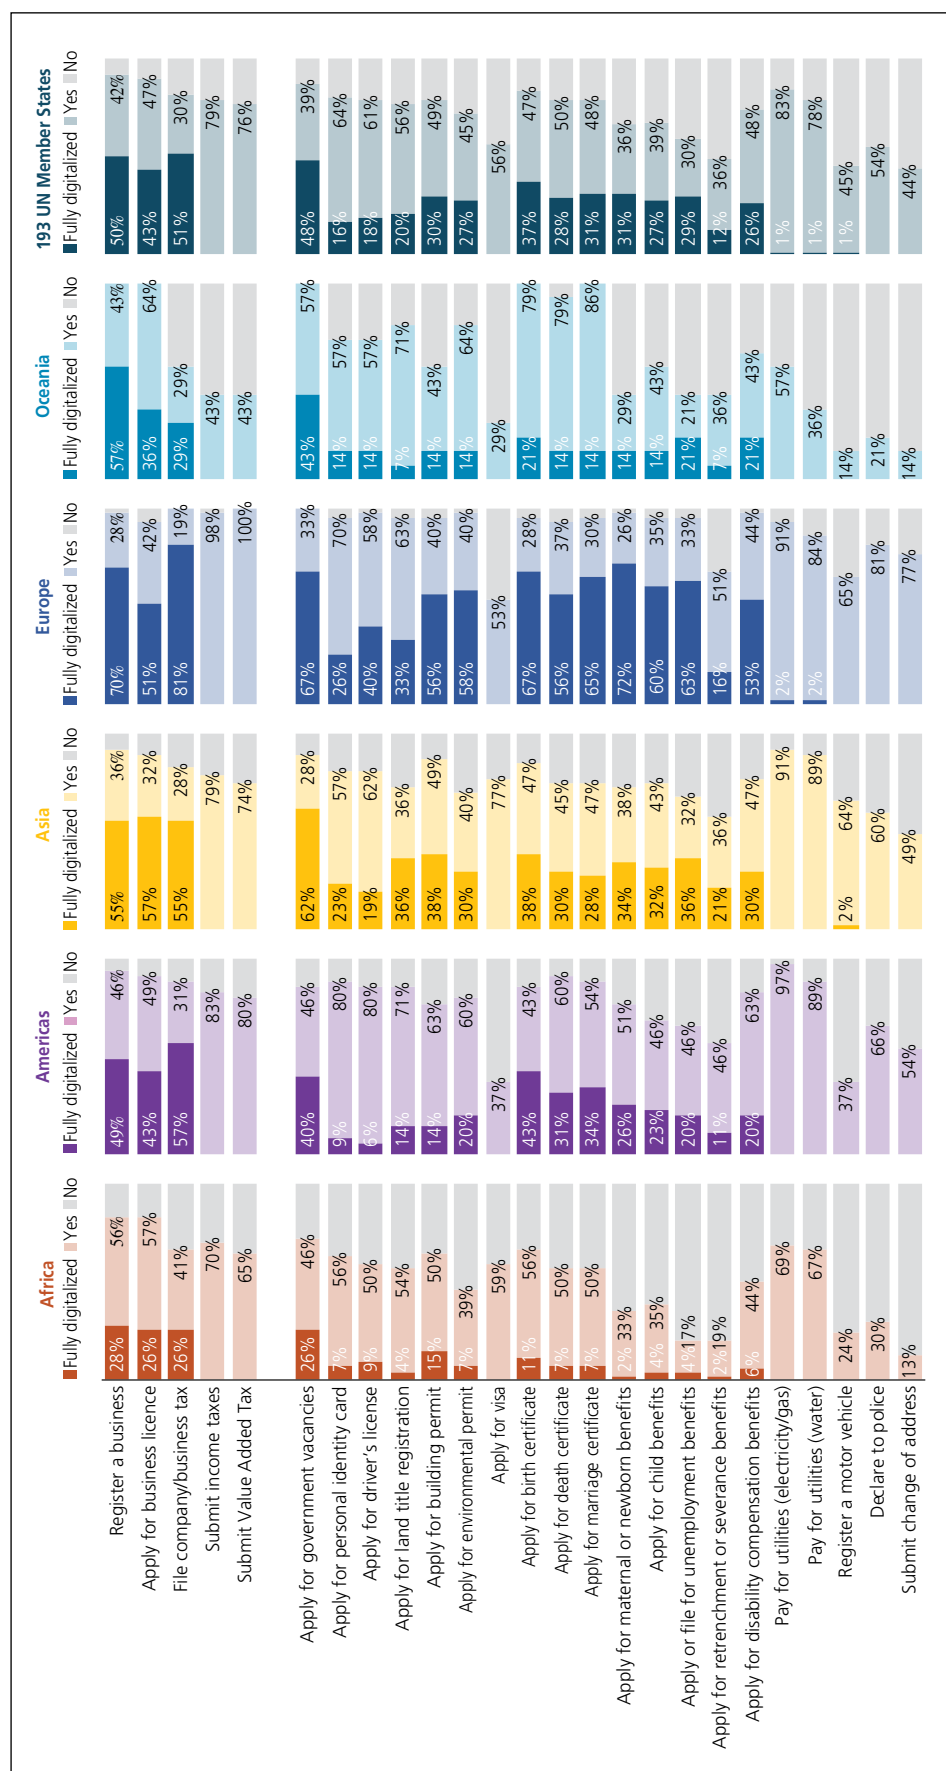 Africa Americas Asia Europe Oceania 193 UN Member States
Fully digitalized Yes No Fully digitalized Yes No Fully digitalized Yes No Fully digitalized Yes No Fully digitalized Yes No Fully digitalized Yes No
Register a business 28% 56% 49% 46% 55% 36% 70% 28% 57% 43% 50% 42%
Apply for business licence 26% 57% 43% 49% 57% 32% 51% 42% 36% 64% 43% 47%
File company/business tax 26% 41% 57% 31% 55% 28% 81% 19% 29% 29% 51% 30%
Submit income taxes 70% 83% 79% 98% 43% 79%
Submit Value Added Tax 65% 80% 74% 100% 43% 76%
Apply for government vacancies 26% 46% 40% 46% 62% 28% 67% 33% 43% 57% 48% 39%
Apply for personal identity card 7% 56% 9% 80% 23% 57% 26% 70% 14% 57% 16% 64%
Apply for driver's license 9% 50% 6% 80% 19% 62% 40% 58% 14% 57% 18% 61%
Apply for land title registration 4% 54% 14% 71% 36% 36% 33% 63% 7% 71% 20% 56%
Apply for building permit 15% 50% 14% 63% 38% 49% 56% 40% 14% 43% 30% 49%
Apply for environmental permit 7% 39% 20% 60% 30% 40% 58% 40% 14% 64% 27% 45%
Apply for visa 59% 37% 77% 53% 29% 56%
Apply for birth certificate 11% 56% 43% 43% 38% 47% 67% 28% 21% 79% 37% 47%
Apply for death certificate 7% 50% 31% 60% 30% 45% 56% 37% 14% 79% 28% 50%
Apply for marriage certificate 7% 50% 34% 54% 28% 47% 65% 30% 14% 86% 31% 48%
Apply for maternal or newborn benefits 2% 33% 26% 51% 34% 38% 72% 26% 14% 29% 31% 36%
Apply for child benefits 4% 35% 23% 46% 32% 43% 60% 35% 14% 43% 27% 39%
Apply or file for unemployment benefits 4% 17% 20% 46% 36% 32% 63% 33% 21% 21% 29% 30%
Apply for retrenchment or severance benefits 2% 19% 11% 46% 21% 36% 16% 51% 7% 36% 12% 36%
Apply for disability compensation benefits 6% 44% 20% 63% 30% 47% 53% 44% 21% 43% 26% 48%
Pay for utilities (electricity/gas) 69% 97% 91% 2% 91% 57% 1% 83%
Pay for utilities (water) 67% 89% 89% 2% 84% 36% 1% 78%
Register a motor vehicle 24% 37% 2% 64% 65% 14% 1% 45%
Declare to police 30% 66% 60% 81% 21% 54%
Submit change of address 13% 54% 49% 77% 14% 44%